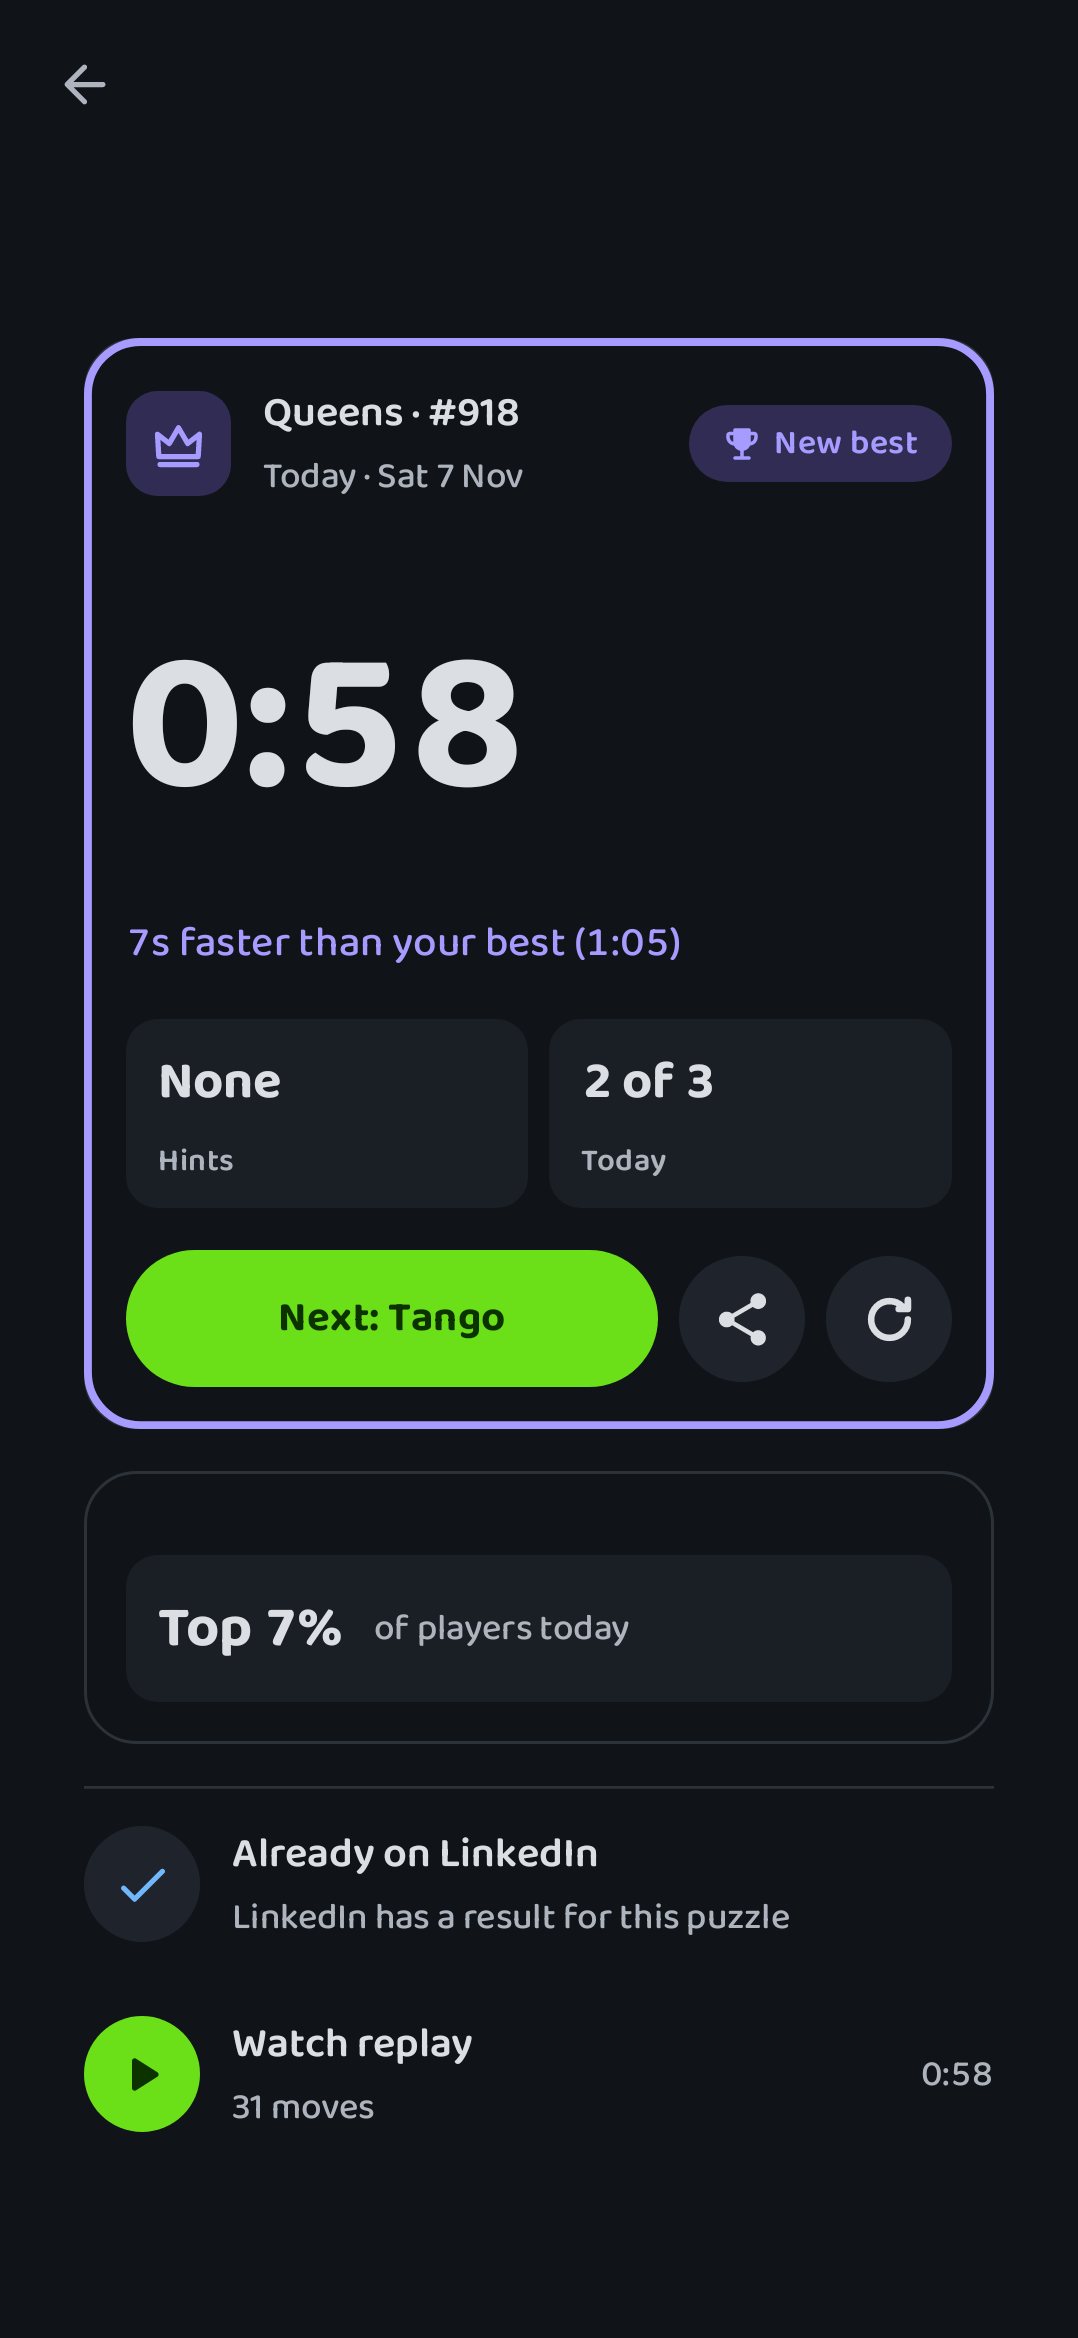 Queens · #918
Today · Sat 7 Nov
New best
0:58
7s faster than your best (1:05)
None
Hints
2 of 3
Today
Next: Tango
Top 7% of players today
Already on LinkedIn
LinkedIn has a result for this puzzle
Watch replay
31 moves
0:58